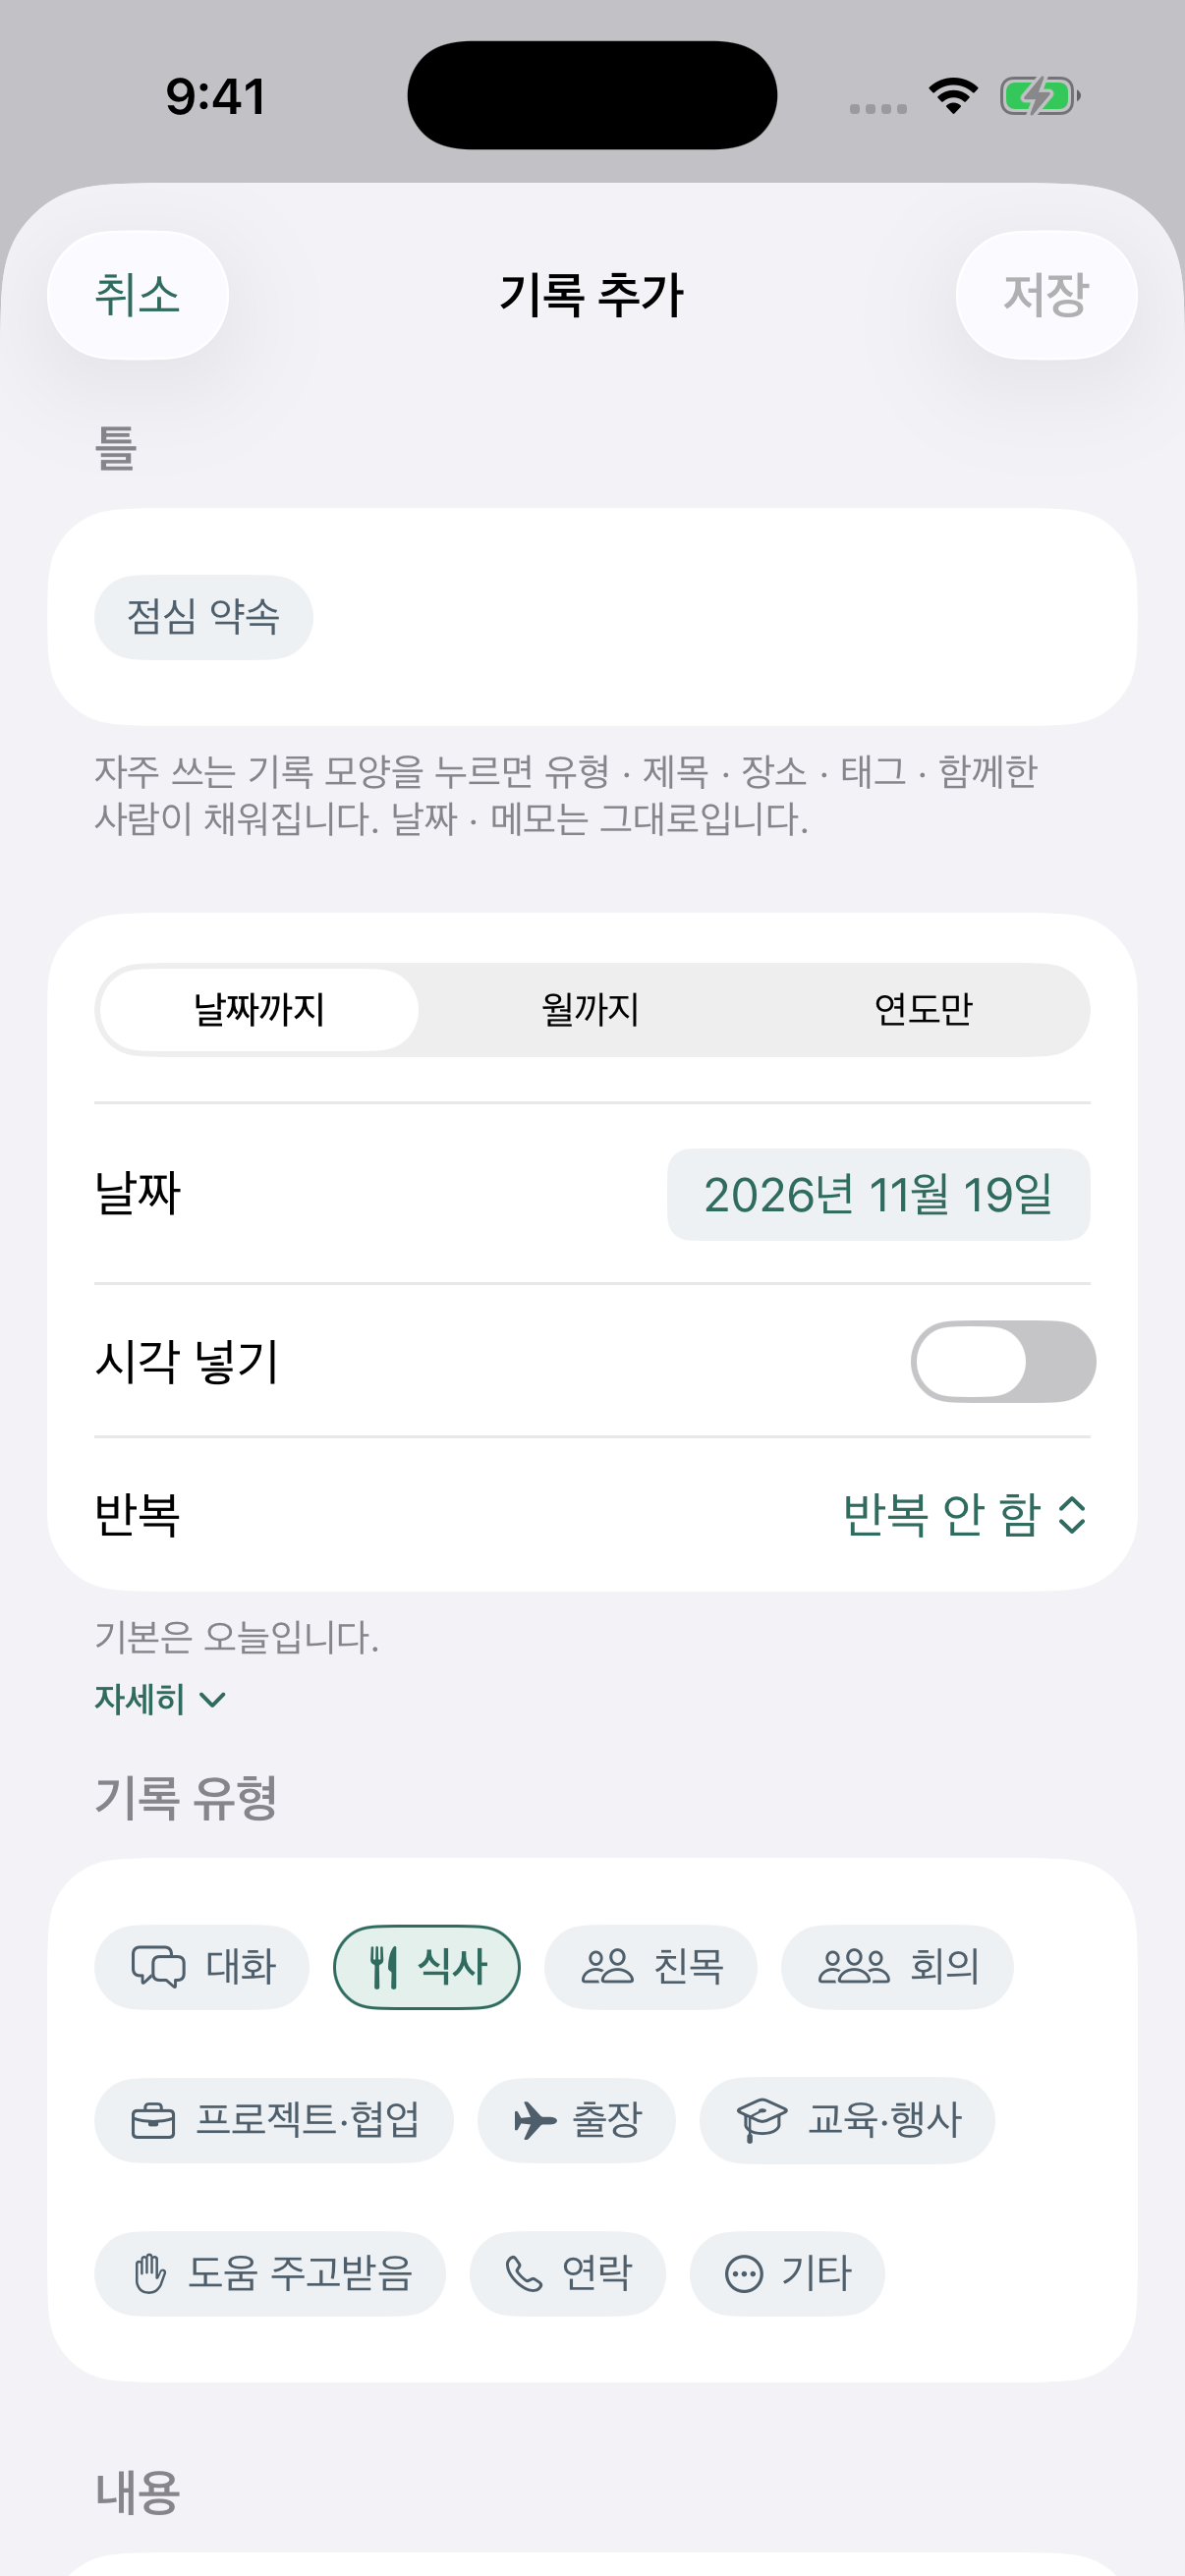 9:41
취소
기록 추가
저장
틀
점심 약속
자주 쓰는 기록 모양을 누르면 유형 · 제목 · 장소 · 태그 · 함께한
사람이 채워집니다. 날짜 · 메모는 그대로입니다.
날짜까지
월까지
연도만
날짜
2026년 11월 19일
시각 넣기
반복
반복 안 함
기본은 오늘입니다.
자세히
기록 유형
대화
식사
친목
회의
프로젝트·협업
출장
교육·행사
도움 주고받음
연락
기타
내용